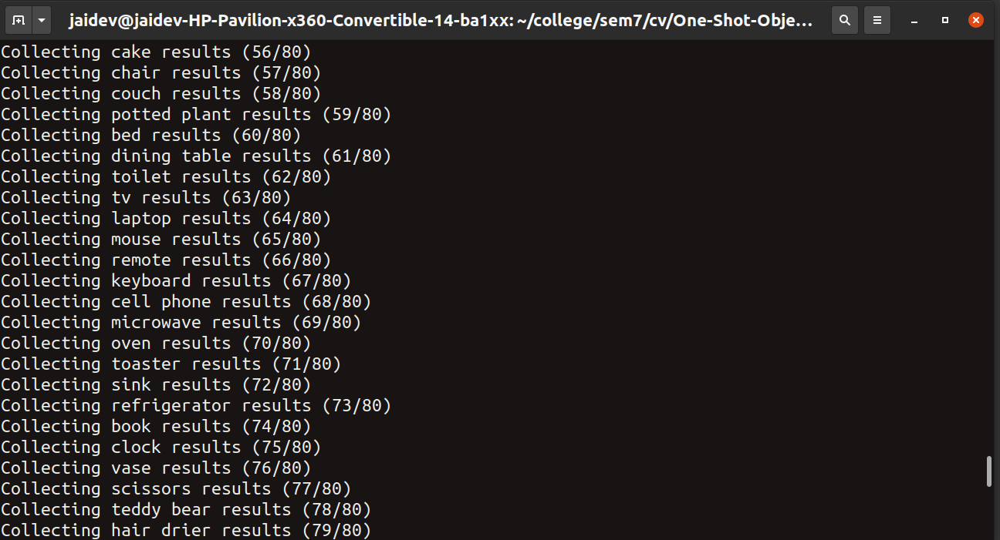 jaidev@jaidev-HP-Pavilion-x360-Convertible-14-ba1xx: ~/college/sem7/cv/One-Shot-Obje...
Collecting cake results (56/80)
Collecting chair results (57/80)
Collecting couch results (58/80)
Collecting potted plant results (59/80)
Collecting bed results (60/80)
Collecting dining table results (61/80)
Collecting toilet results (62/80)
Collecting tv results (63/80)
Collecting laptop results (64/80)
Collecting mouse results (65/80)
Collecting remote results (66/80)
Collecting keyboard results (67/80)
Collecting cell phone results (68/80)
Collecting microwave results (69/80)
Collecting oven results (70/80)
Collecting toaster results (71/80)
Collecting sink results (72/80)
Collecting refrigerator results (73/80)
Collecting book results (74/80)
Collecting clock results (75/80)
Collecting vase results (76/80)
Collecting scissors results (77/80)
Collecting teddy bear results (78/80)
Collecting hair drier results (79/80)